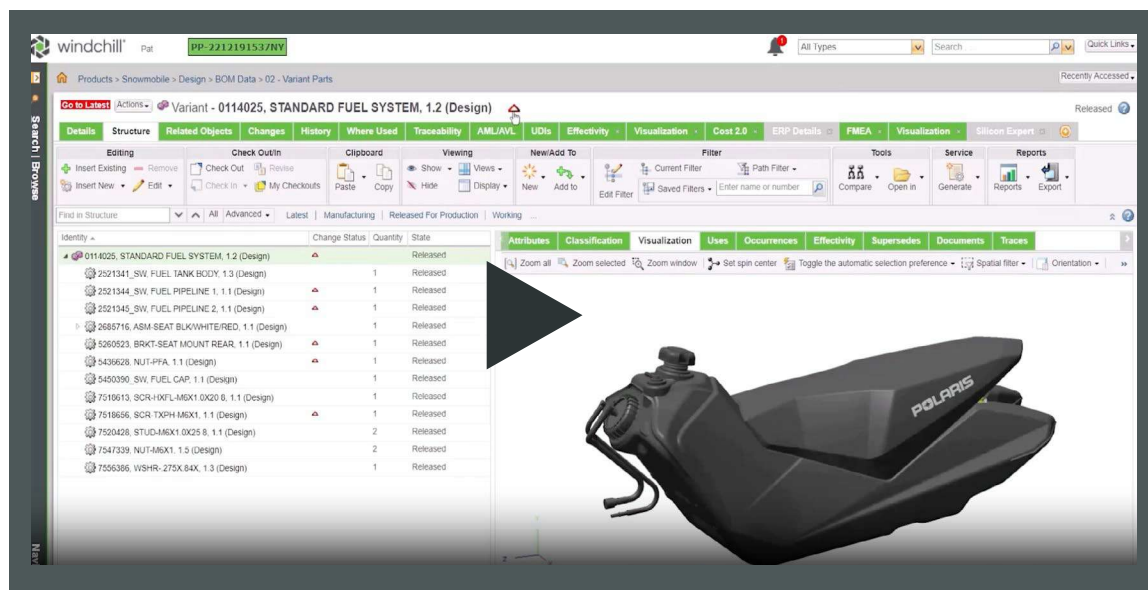 windchill® Pat PP-2212191537NY 1 All Types Search Quick Links
Products > Snowmobile > Design > BOM Data > 02 - Variant Parts Recently Accessed
Go to Latest Actions Variant - 0114025, STANDARD FUEL SYSTEM, 1.2 (Design) Released
Details Structure Related Objects Changes History Where Used Traceability AML/AVL UDIs Effectivity Visualization Cost 2.0 ERP Details FMEA Visualization Silicon Expert
Editing Check Out/In Clipboard Viewing New/Add To Filter Tools Service Reports
Insert Existing Remove Check Out Revise Show Views Current Filter Path Filter
Insert New Edit Check In My Checkouts Paste Copy Hide Display New Add to Edit Filter Saved Filters Enter name or number Compare Open in Generate Reports Export
Find in Structure All Advanced Latest | Manufacturing | Released For Production | Working ...
Identity Change Status Quantity State
0114025, STANDARD FUEL SYSTEM, 1.2 (Design) Released
2521341_SW, FUEL TANK BODY, 1.3 (Design) 1 Released
2521344_SW, FUEL PIPELINE 1, 1.1 (Design) 1 Released
2521345_SW, FUEL PIPELINE 2, 1.1 (Design) 1 Released
2685716, ASM-SEAT BLK/WHITE/RED, 1.1 (Design) 1 Released
5260523, BRKT-SEAT MOUNT REAR, 1.1 (Design) 1 Released
5436628, NUT-PFA, 1.1 (Design) 1 Released
5450390_SW, FUEL CAP, 1.1 (Design) 1 Released
7516613, SCR-HXFL-M6X1.0X20 8, 1.1 (Design) 1 Released
7518656, SCR-TXPH-M6X1, 1.1 (Design) 1 Released
7520428, STUD-M6X1.0X25 8, 1.1 (Design) 2 Released
7547339, NUT-M6X1, 1.5 (Design) 2 Released
7556386, WSHR-.275X.84X, 1.3 (Design) 1 Released
Attributes Classification Visualization Uses Occurrences Effectivity Supersedes Documents Traces
Zoom all Zoom selected Zoom window Set spin center Toggle the automatic selection preference Spatial filter Orientation
POLARIS
Search | Browse
Nav